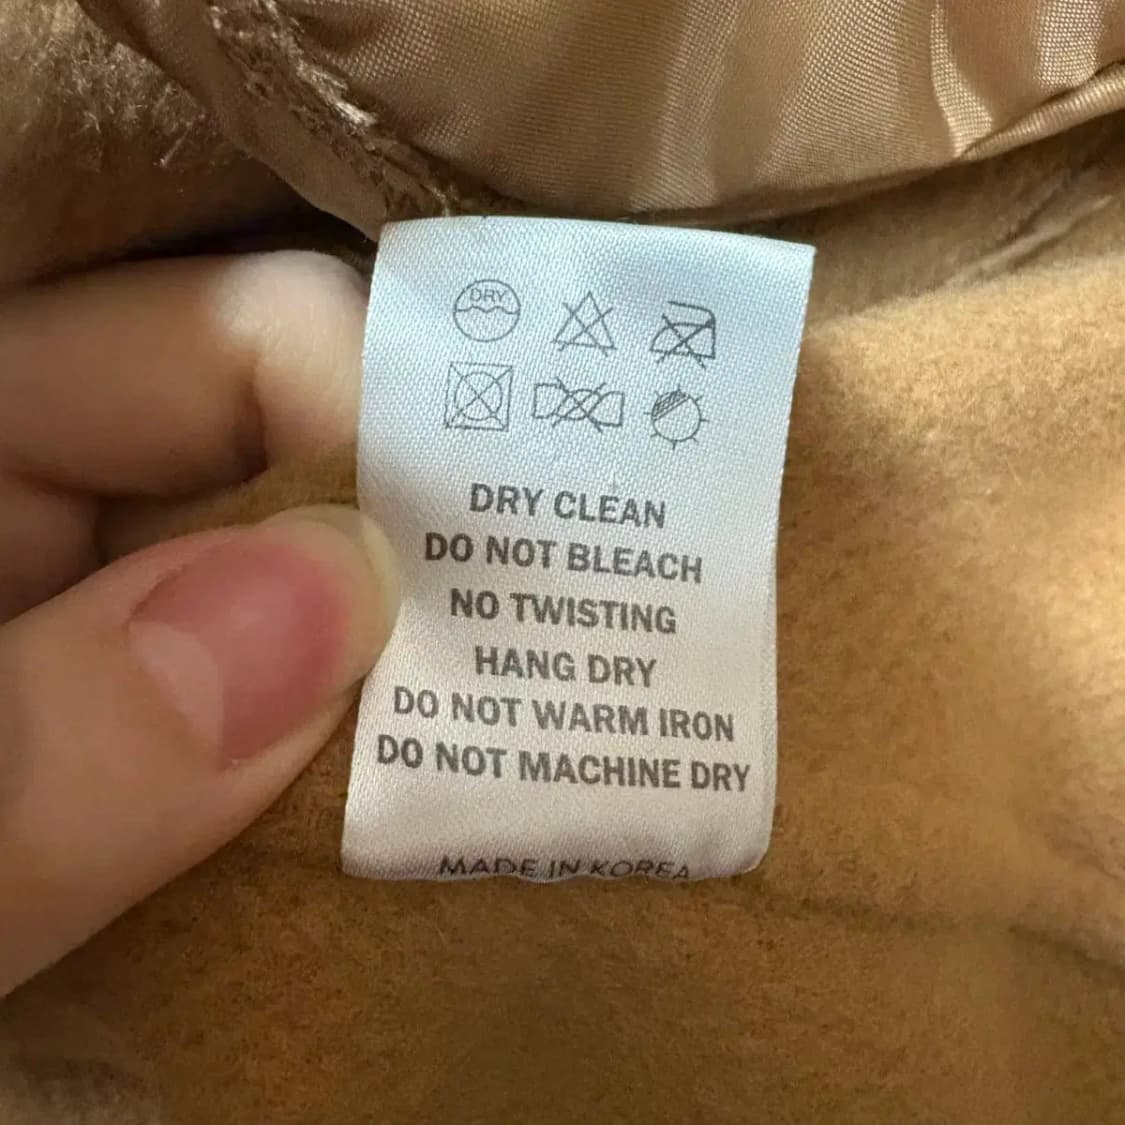 DRY
DRY CLEAN
DO NOT BLEACH
NO TWISTING
HANG DRY
DO NOT WARM IRON
DO NOT MACHINE DRY
MADE IN KOREA